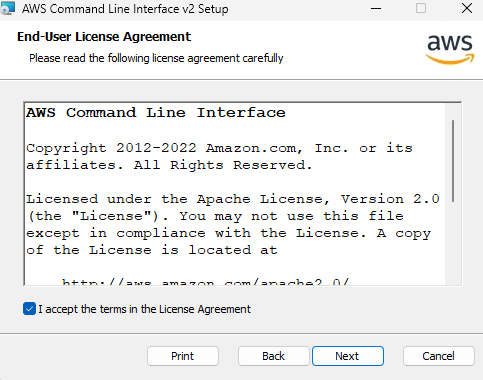 AWS Command Line Interface v2 Setup
End-User License Agreement
Please read the following license agreement carefully
aws
AWS Command Line Interface
Copyright 2012-2022 Amazon.com, Inc. or its
affiliates. All Rights Reserved.
Licensed under the Apache License, Version 2.0
(the "License"). You may not use this file
except in compliance with the License. A copy
of the License is located at
http://aws.amazon.com/apache2.0/
I accept the terms in the License Agreement
Print
Back
Next
Cancel